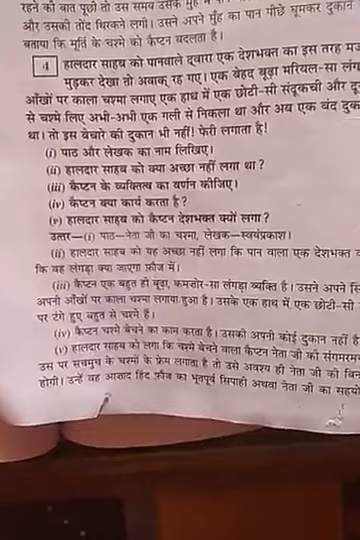 रहने की बात पूछी तो उस समय उसके मुँह में
और उसकी तोंद थिरकने लगी। उसने अपने मुँह का पान पीछे घूमकर दुकान
बताया कि मूर्ति के चश्मे को कैप्टन बदलता है।
4 हालदार साहब को पानवाले द्वारा एक देशभक्त का इस तरह
मुड़कर देखा तो अवाक् रह गए। एक बेहद बूढ़ा मरियल-सा
आँखों पर काला चश्मा लगाए एक हाथ में एक छोटी-सी संदूकची और
से चश्मे लिए अभी-अभी एक गली से निकला था और अब एक बंद
था। तो इस बेचारे की दुकान भी नहीं! फेरी लगाता है!
(i) पाठ और लेखक का नाम लिखिए।
(ii) हालदार साहब को क्या अच्छा नहीं लगा था?
(iii) कैप्टन के व्यक्तित्व का वर्णन कीजिए।
(iv) कैप्टन क्या कार्य करता है?
(v) हालदार साहब को कैप्टन देशभक्त क्यों लगा?
उत्तर—(i) पाठ—नेता जी का चश्मा, लेखक—स्वयंप्रकाश।
(ii) हालदार साहब को यह अच्छा नहीं लगा कि पान वाला एक देशभक्त
कि वह लंगड़ा क्या जाएगा फ़ौज में।
(iii) कैप्टन एक बहुत ही बूढ़ा, कमजोर-सा लंगड़ा व्यक्ति है। उसने अपने
अपनी आँखों पर काला चश्मा लगाया हुआ है। उसके एक हाथ में एक छोटी-सी
पर टँगे हुए बहुत से चश्मे हैं।
(iv) कैप्टन चश्मे बेचने का काम करता है। उसकी अपनी कोई दुकान नहीं
(v) हालदार साहब को लगा कि चश्मे बेचने वाला कैप्टन नेता जी की
उस पर सचमुच के चश्मों के फ्रेम लगाता है तो उसे अवश्य ही नेता जी की
होगी। उन्हें वह आज़ाद हिंद फ़ौज का भूतपूर्व सिपाही अथवा नेता जी का